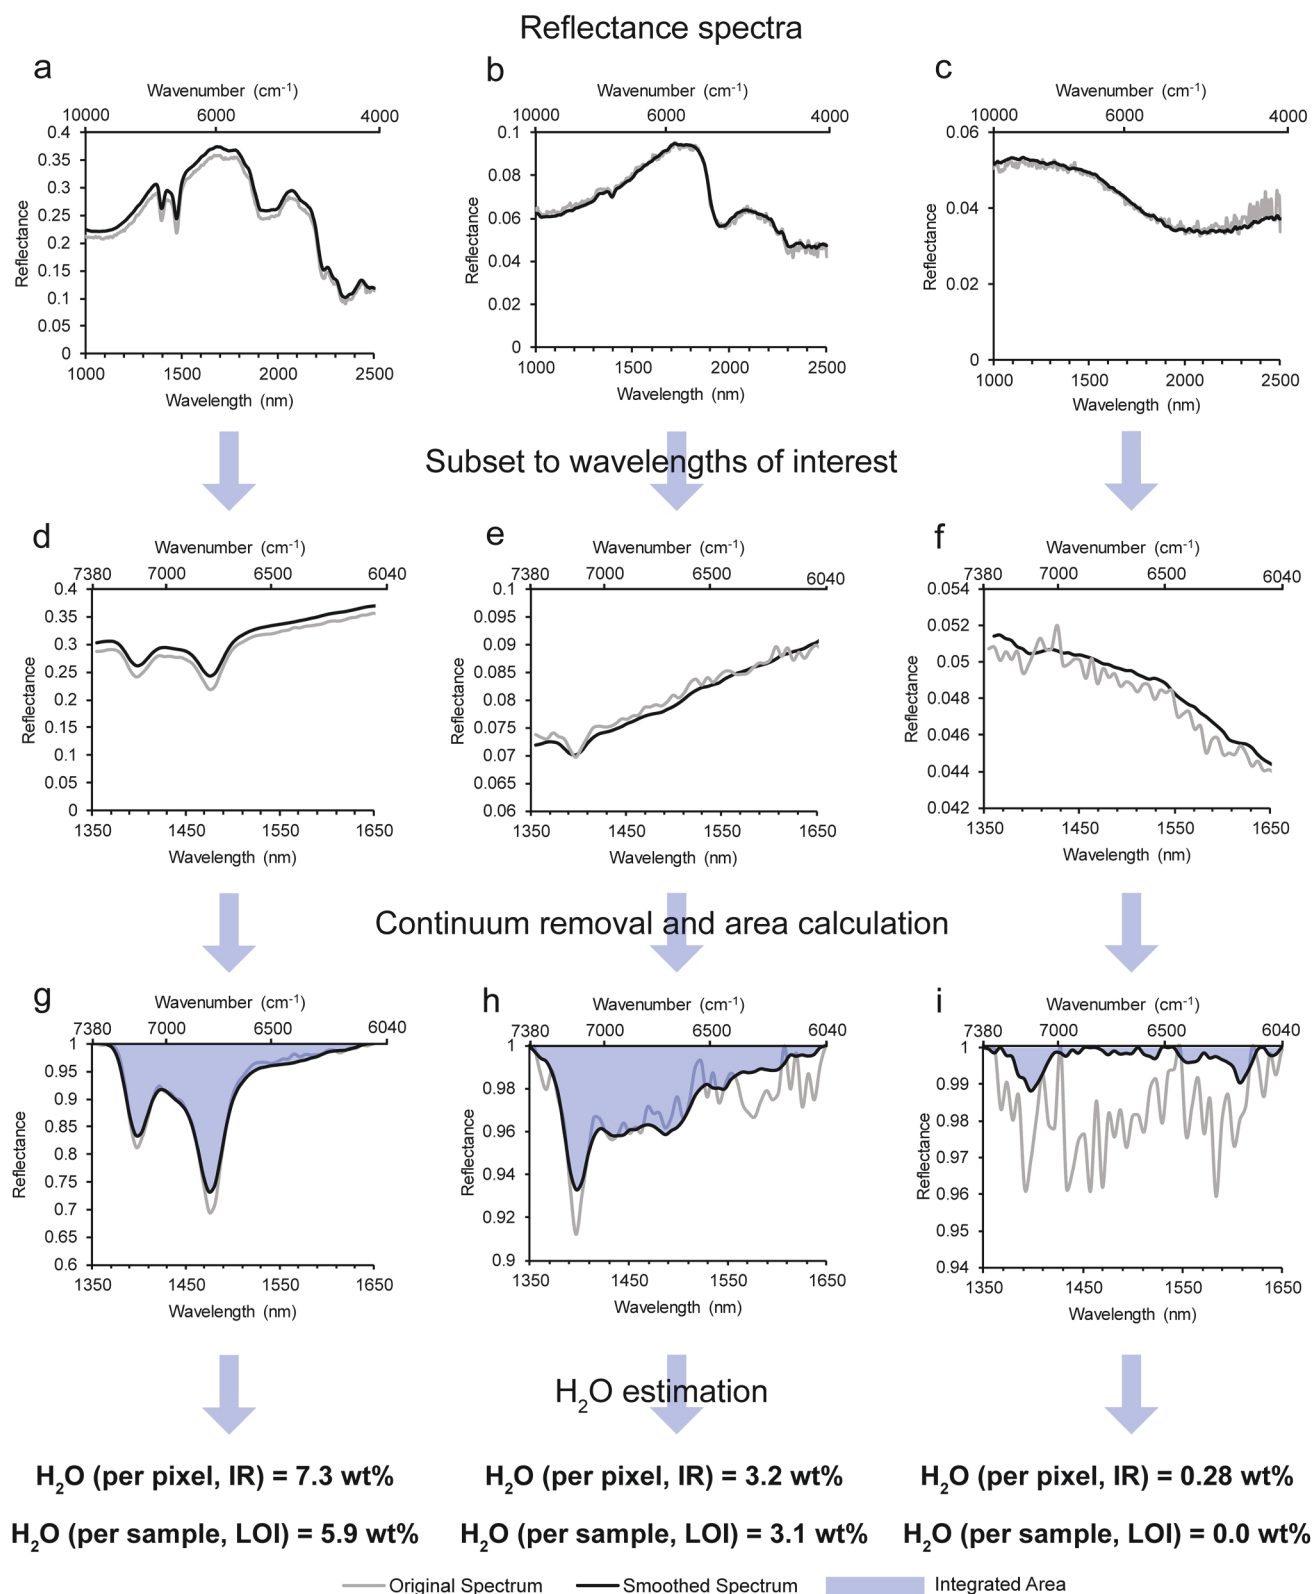 Reflectance spectra
a
b
c
Wavenumber (cm-1)
Wavenumber (cm-1)
Wavenumber (cm-1)
10000 6000 4000
10000 6000 4000
10000 6000 4000
0.4
0.35
0.3
0.25
0.2
0.15
0.1
0.05
0
Reflectance
1000 1500 2000 2500
Wavelength (nm)
0.1
0.08
0.06
0.04
0.02
0
Reflectance
1000 1500 2000 2500
Wavelength (nm)
0.06
0.04
0.02
0
Reflectance
1000 1500 2000 2500
Wavelength (nm)
Subset to wavelengths of interest
d
e
f
Wavenumber (cm-1)
Wavenumber (cm-1)
Wavenumber (cm-1)
7380 7000 6500 6040
7380 7000 6500 6040
7380 7000 6500 6040
0.4
0.35
0.3
0.25
0.2
0.15
0.1
0.05
0
Reflectance
1350 1450 1550 1650
Wavelength (nm)
0.1
0.095
0.09
0.085
0.08
0.075
0.07
0.065
0.06
Reflectance
1350 1450 1550 1650
Wavelength (nm)
0.054
0.052
0.05
0.048
0.046
0.044
0.042
Reflectance
1350 1450 1550 1650
Wavelength (nm)
Continuum removal and area calculation
g
h
i
Wavenumber (cm-1)
Wavenumber (cm-1)
Wavenumber (cm-1)
7380 7000 6500 6040
7380 7000 6500 6040
7380 7000 6500 6040
1
0.95
0.9
0.85
0.8
0.75
0.7
0.65
0.6
Reflectance
1350 1450 1550 1650
Wavelength (nm)
1
0.98
0.96
0.94
0.92
0.9
Reflectance
1350 1450 1550 1650
Wavelength (nm)
1
0.99
0.98
0.97
0.96
0.95
0.94
Reflectance
1350 1450 1550 1650
Wavelength (nm)
H2O estimation
H2O (per pixel, IR) = 7.3 wt%
H2O (per pixel, IR) = 3.2 wt%
H2O (per pixel, IR) = 0.28 wt%
H2O (per sample, LOI) = 5.9 wt%
H2O (per sample, LOI) = 3.1 wt%
H2O (per sample, LOI) = 0.0 wt%
Original Spectrum
Smoothed Spectrum
Integrated Area